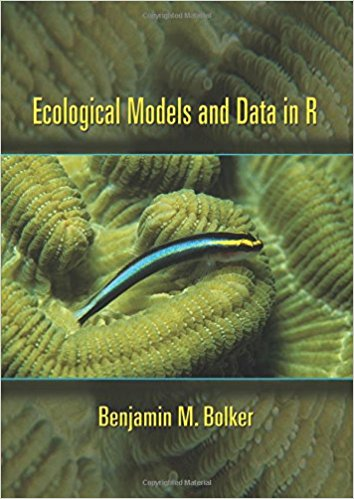 Ecological Models and Data in R
Benjamin M. Bolker